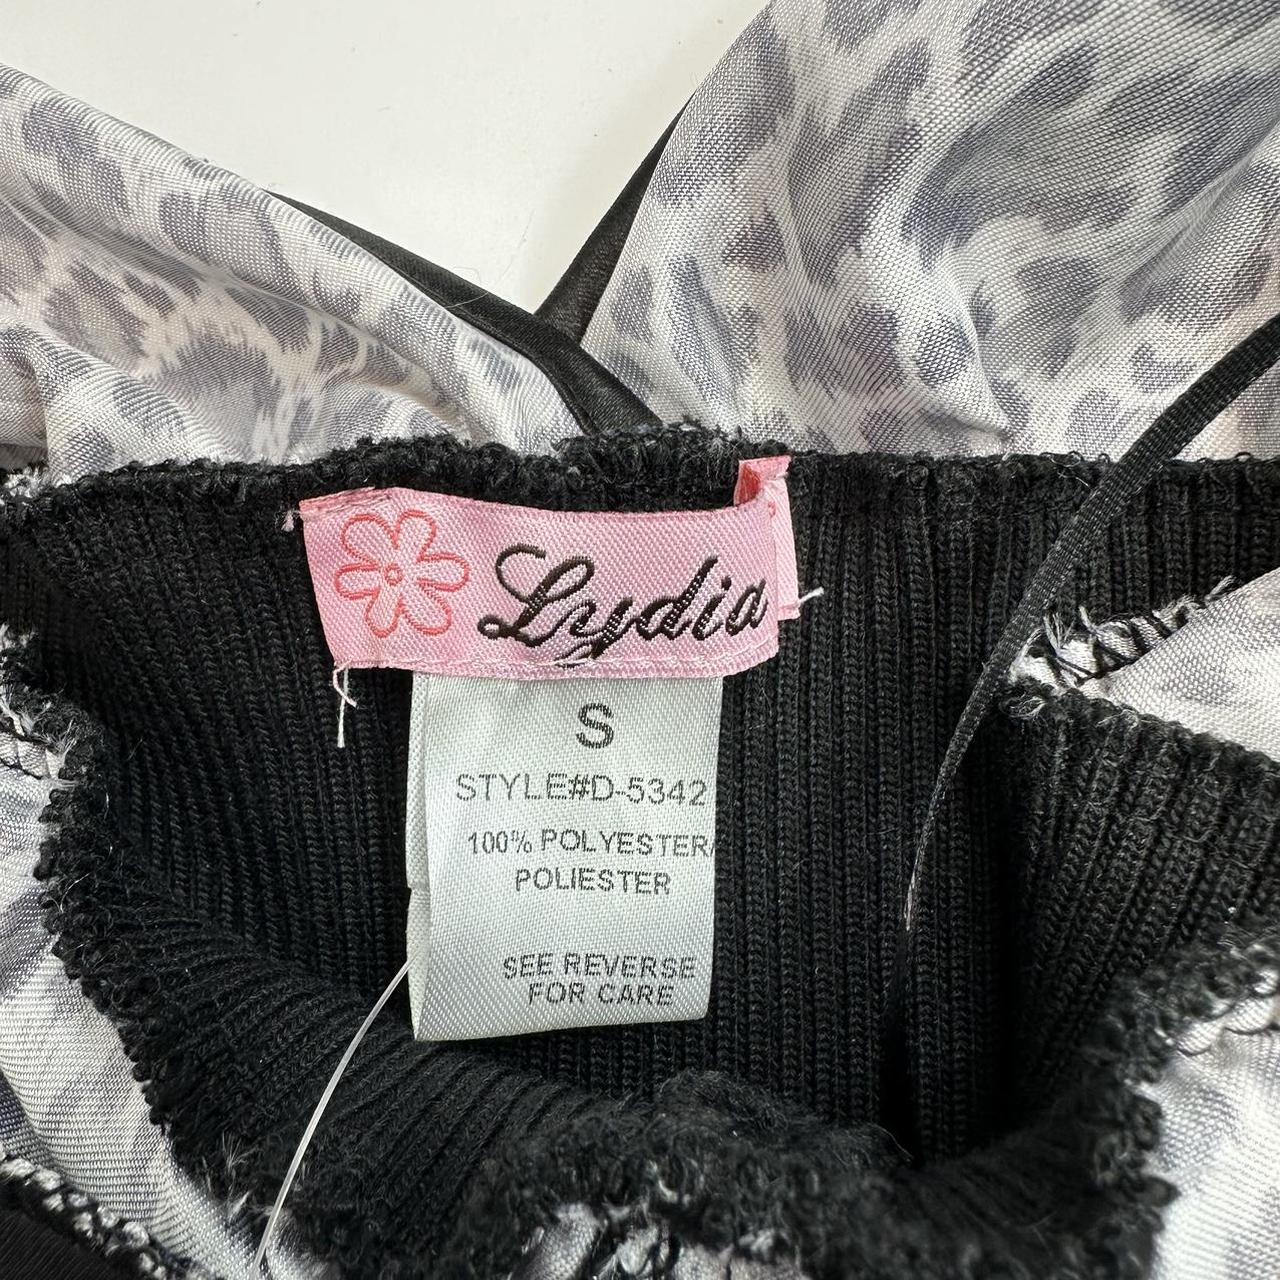 Lydia
S
STYLE#D-5342
100% POLYESTER/
POLIESTER
SEE REVERSE
FOR CARE